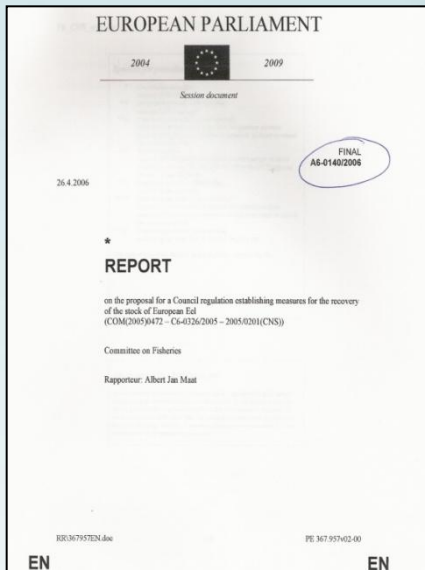 EUROPEAN PARLIAMENT
2004
2009
Session document
FINAL
A6-0140/2006
26.4.2006
*
REPORT
on the proposal for a Council regulation establishing measures for the recovery
of the stock of European Eel
(COM(2005)0472 – C6-0326/2005 – 2005/0201(CNS))
Committee on Fisheries
Rapporteur: Albert Jan Maat
RR\367957EN.doc
PE 367.957v02-00
EN
EN